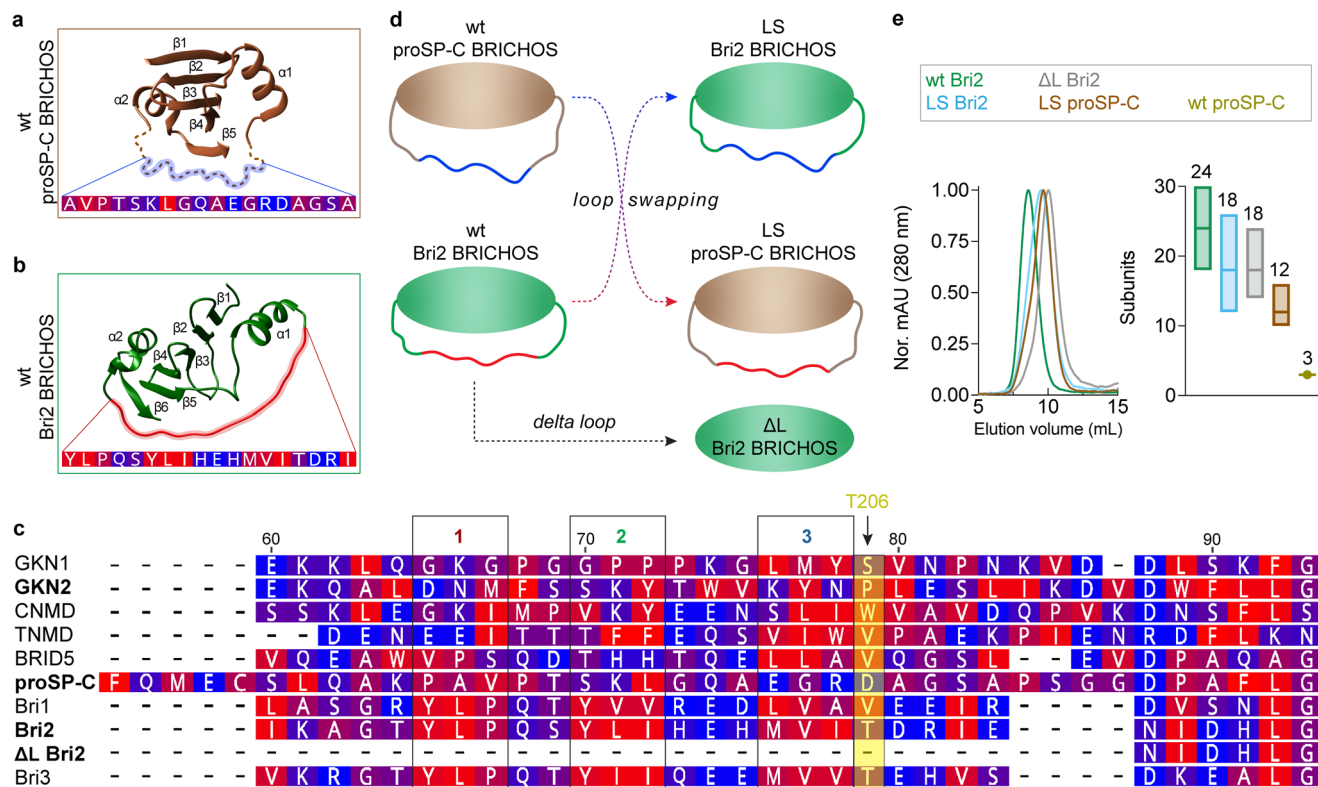 a
wt
proSP-C BRICHOS
β1
β2
α1
α2
β3
β4
β5
AVPTSKLGQAEGRDAGSA
b
wt
Bri2 BRICHOS
β1
β2
α1
α2
β4
β3
β5
β6
YLPQSYLIHEHMVITDRI
d
wt
proSP-C BRICHOS
LS
Bri2 BRICHOS
loop swapping
wt
Bri2 BRICHOS
LS
proSP-C BRICHOS
delta loop
ΔL
Bri2 BRICHOS
e
wt Bri2 ΔL Bri2
LS Bri2 LS proSP-C wt proSP-C
Nor. mAU (280 nm)
1.00
0.75
0.50
0.25
0.00
5 10 15
Elution volume (mL)
Subunits
30
20
10
0
24
18
18
12
3
c
T206
60 1 70 2 3 80 90
GKN1 - - - - - E K K L Q G K G P G G P P P K G L M Y S V N P N K V D - D L S K F G
GKN2 - - - - - E K Q A L D N M F S S K Y T W V K Y N P L E S L I K D V D W F L L G
CNMD - - - - - S S K L E G K I M P V K Y E E N S L I W V A V D Q P V K D N S F L S
TNMD - - - - - - - D E N E E I T T T F F E Q S V I W V P A E K P I E N R D F L K N
BRID5 - - - - - V Q E A W V P S Q D T H H T Q E L L A V Q G S L - - E V D P A Q A G
proSP-C F Q M E C S L Q A K P A V P T S K L G Q A E G R D A G S A P S G G D P A F L G
Bri1 - - - - - L A S G R Y L P Q T Y V V R E D L V A V E E I R - - - - D V S N L G
Bri2 - - - - - I K A G T Y L P Q S Y L I H E H M V I T D R I E - - - - N I D H L G
ΔL Bri2 - - - - - - - - - - - - - - - - - - - - - - - - - - - - - - - - - N I D H L G
Bri3 - - - - - V K R G T Y L P Q T Y I I Q E E M V V T E H V S - - - - D K E A L G